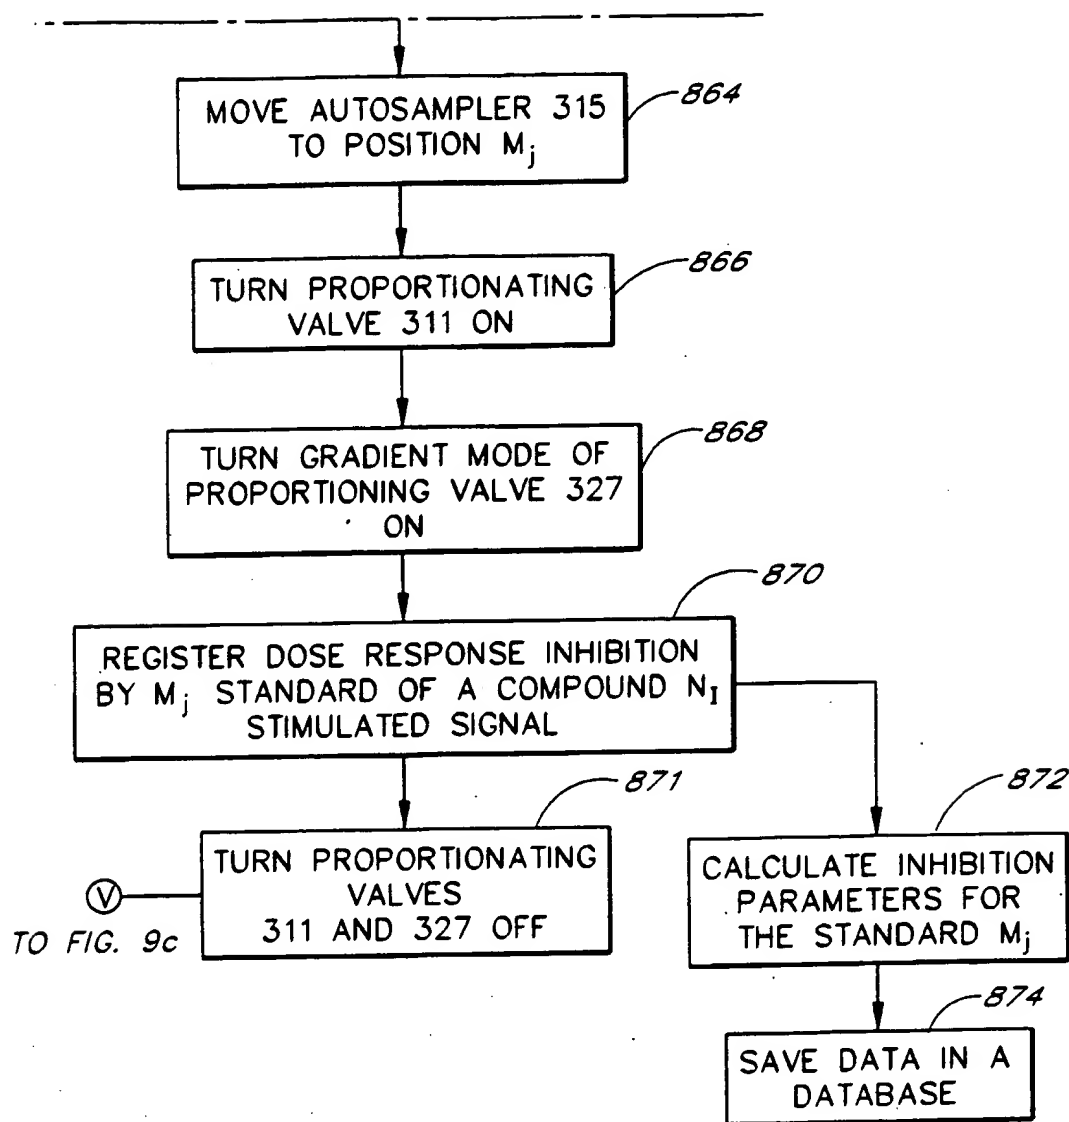 864
MOVE AUTOSAMPLER 315
TO POSITION Mj
866
TURN PROPORTIONATING
VALVE 311 ON
868
TURN GRADIENT MODE OF
PROPORTIONING VALVE 327
ON
870
REGISTER DOSE RESPONSE INHIBITION
BY Mj STANDARD OF A COMPOUND NI
STIMULATED SIGNAL
871
TURN PROPORTIONATING
VALVES
311 AND 327 OFF
V
TO FIG. 9c
872
CALCULATE INHIBITION
PARAMETERS FOR
THE STANDARD Mj
874
SAVE DATA IN A
DATABASE